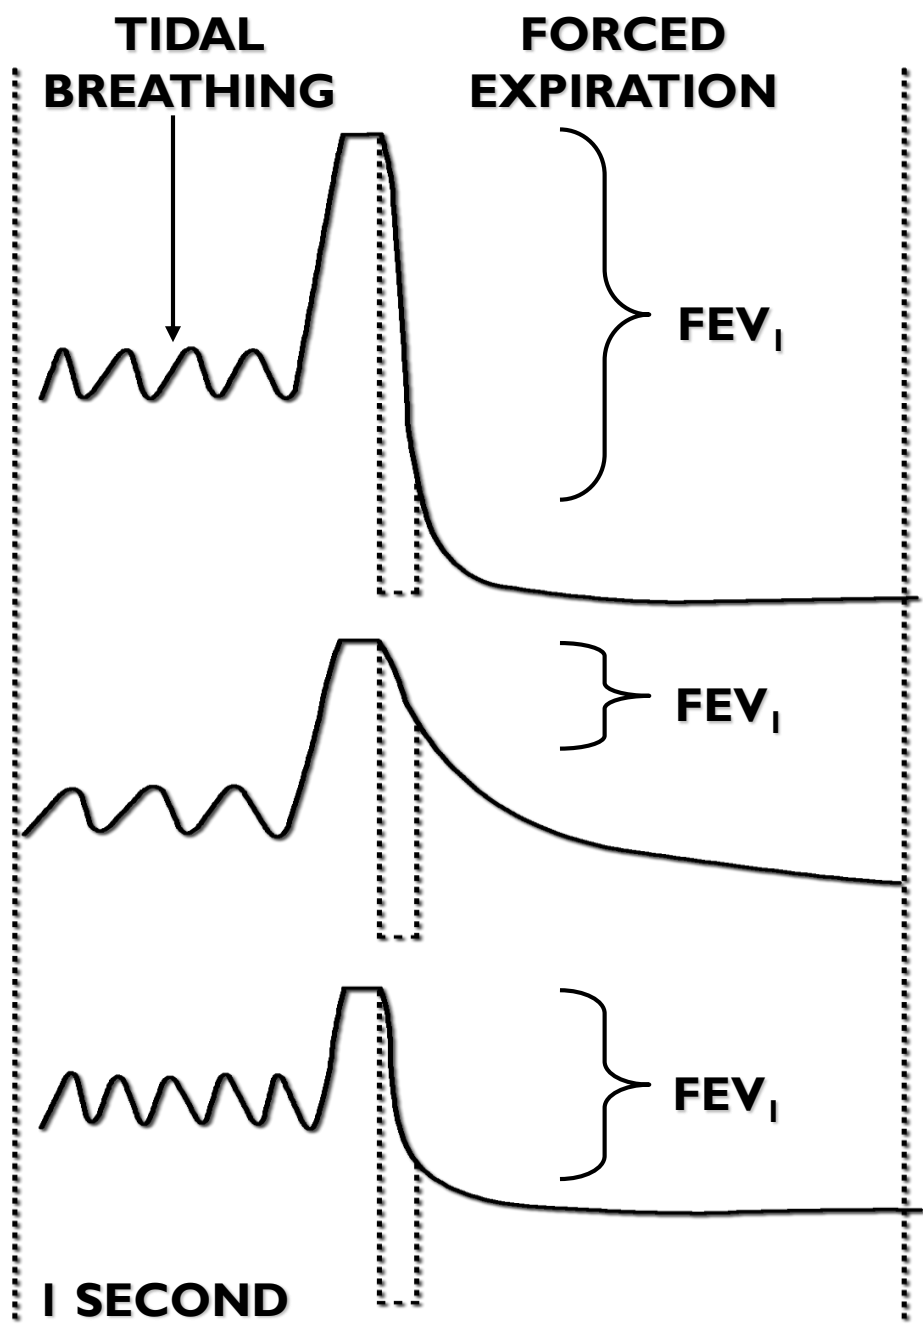 TIDAL
BREATHING
FORCED
EXPIRATION
FEV1
FEV1
FEV1
1 SECOND